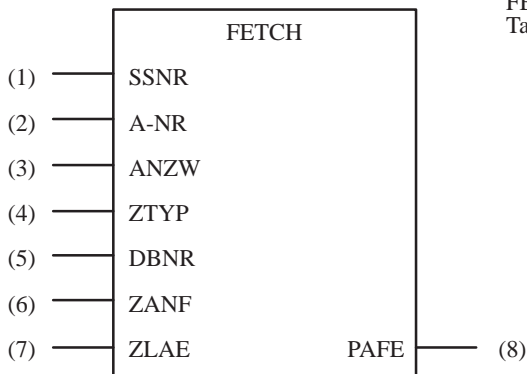 FETCH
(1) SSNR
(2) A-NR
(3) ANZW
(4) ZTYP
(5) DBNR
(6) ZANF
(7) ZLAE PAFE (8)